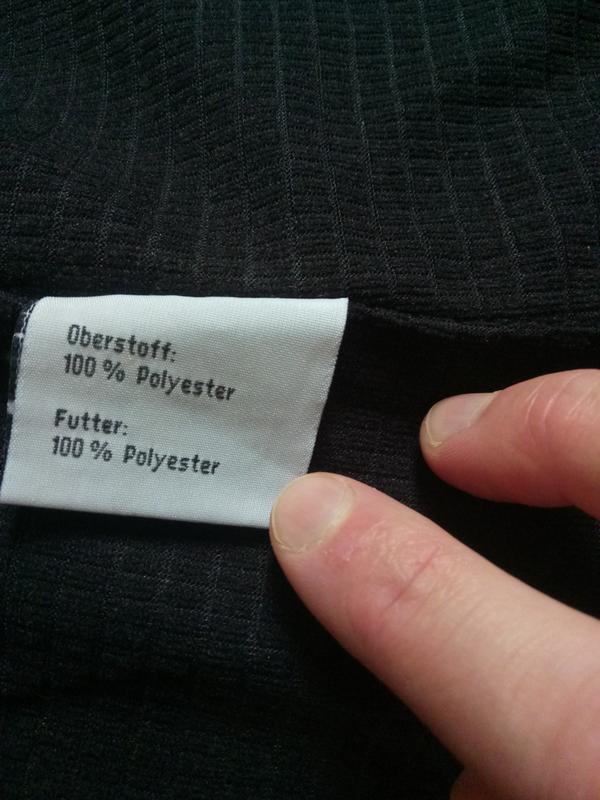 Oberstoff:
100 % Polyester
Futter:
100 % Polyester